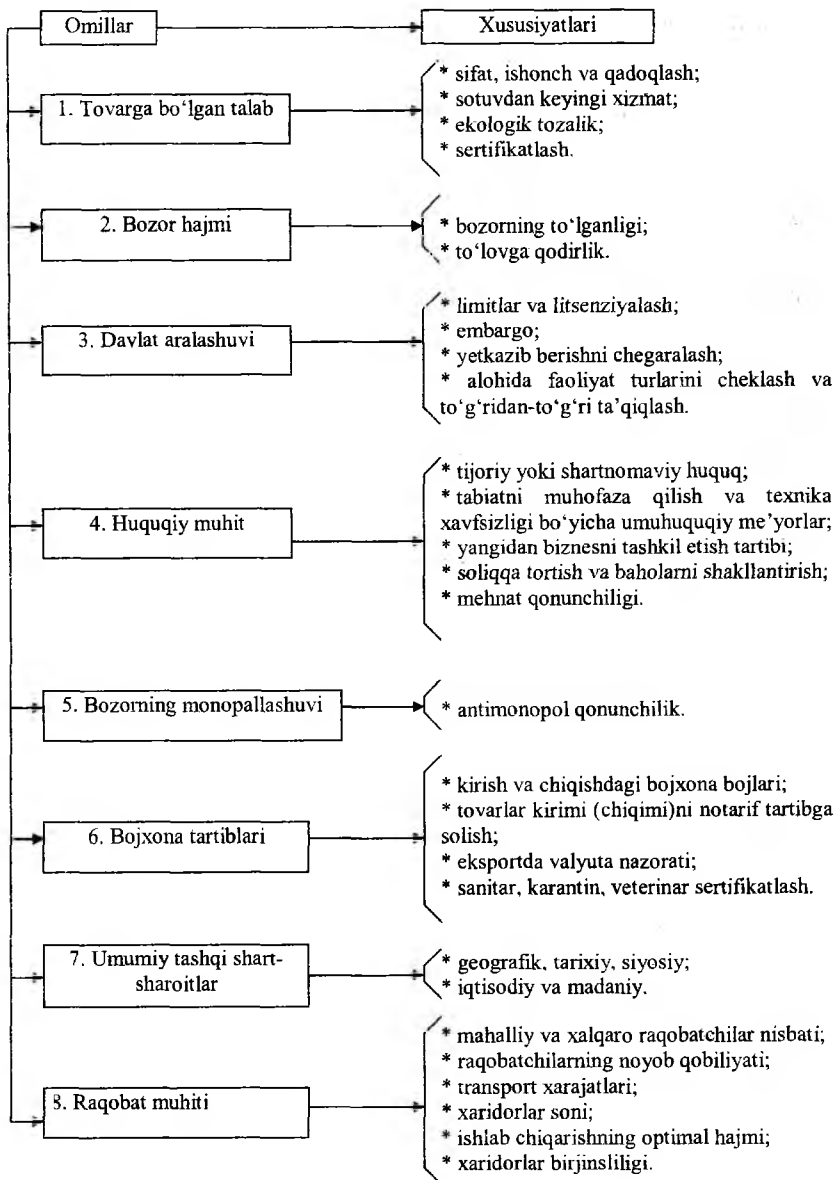 Omillar
Xususiyatlari
1. Tovarga bo‘lgan talab
* sifat, ishonch va qadoqlash;
* sotuvdan keyingi xizmat;
* ekologik tozalik;
* sertifikatlash.
2. Bozor hajmi
* bozorning to‘lganligi;
* to‘lovga qodirlik.
3. Davlat aralashuvi
* limitlar va litsenziyalash;
* embargo;
* yetkazib berishni chegaralash;
* alohida faoliyat turlarini cheklash va
to‘g‘ridan-to‘g‘ri ta’qiqlash.
4. Huquqiy muhit
* tijoriy yoki shartnomaviy huquq;
* tabiatni muhofaza qilish va texnika
xavfsizligi bo‘yicha umuhuquqiy me’yorlar;
* yangidan biznesni tashkil etish tartibi;
* soliqqa tortish va baholarni shakllantirish;
* mehnat qonunchiligi.
5. Bozorning monopallashuvi
* antimonopol qonunchilik.
6. Bojxona tartiblari
* kirish va chiqishdagi bojxona bojlari;
* tovarlar kirimi (chiqimi)ni notarif tartibga
solish;
* eksportda valyuta nazorati;
* sanitar, karantin, veterinar sertifikatlash.
7. Umumiy tashqi shart-
sharoitlar
* geografik, tarixiy, siyosiy;
* iqtisodiy va madaniy.
8. Raqobat muhiti
* mahalliy va xalqaro raqobatchilar nisbati;
* raqobatchilarning noyob qobiliyati;
* transport xarajatlari;
* xaridorlar soni;
* ishlab chiqarishning optimal hajmi;
* xaridorlar birjinsliligi.